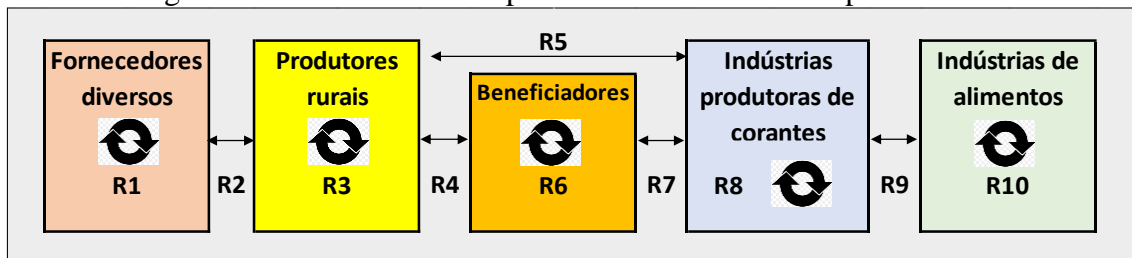 Fornecedores
diversos
R1
R2
Produtores
rurais
R3
R4
R5
Beneficiadores
R6
R7
Indústrias
produtoras de
corantes
R8
R9
Indústrias de
alimentos
R10